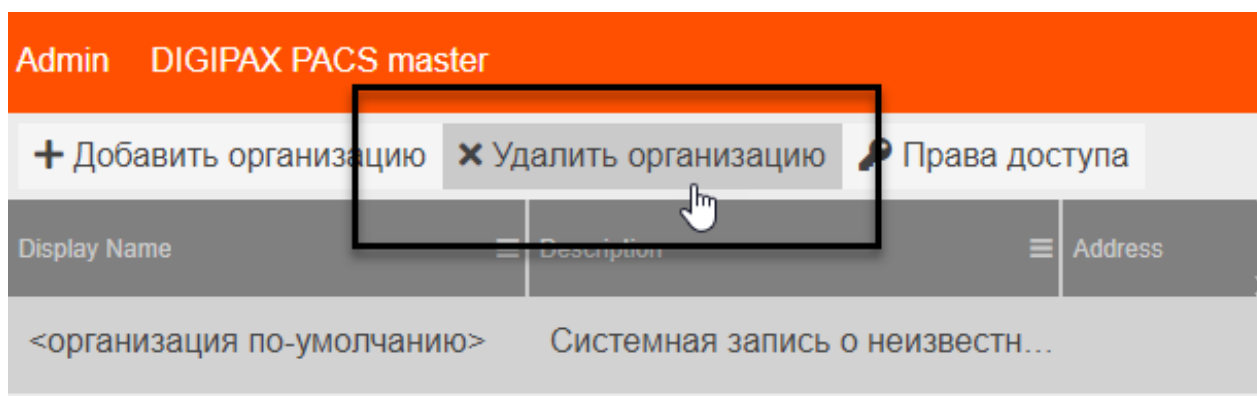 Admin DIGIPAX PACS master
Добавить организацию Удалить организацию Права доступа
Display Name Description Address
<организация по-умолчанию> Системная запись о неизвестн...